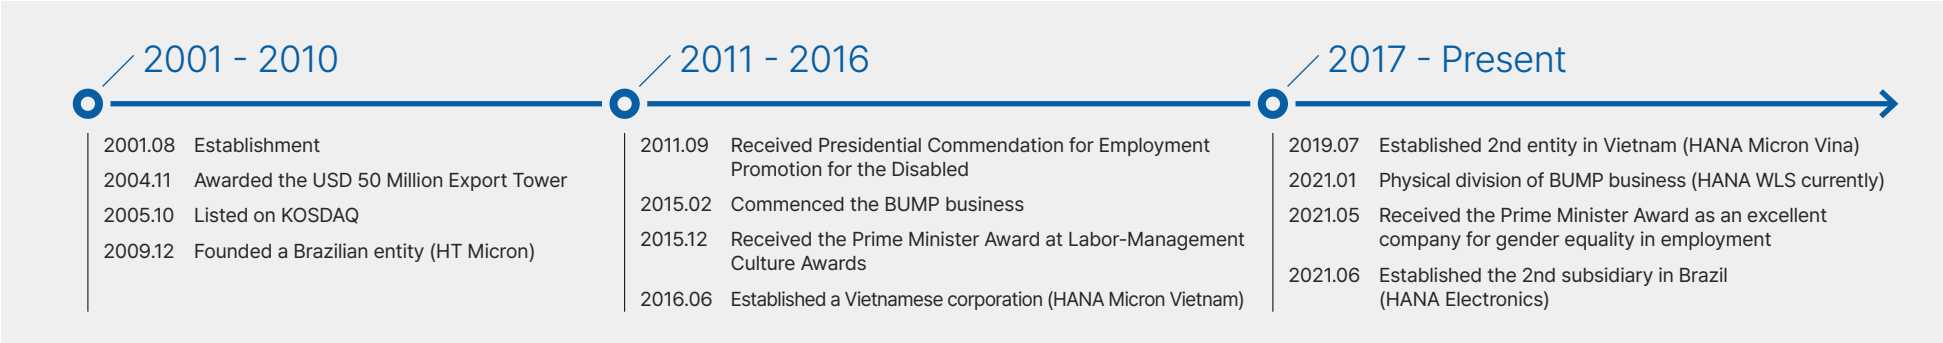 2001 - 2010
2001.08 Establishment
2004.11 Awarded the USD 50 Million Export Tower
2005.10 Listed on KOSDAQ
2009.12 Founded a Brazilian entity (HT Micron)
2011 - 2016
2011.09 Received Presidential Commendation for Employment
Promotion for the Disabled
2015.02 Commenced the BUMP business
2015.12 Received the Prime Minister Award at Labor-Management
Culture Awards
2016.06 Established a Vietnamese corporation (HANA Micron Vietnam)
2017 - Present
2019.07 Established 2nd entity in Vietnam (HANA Micron Vina)
2021.01 Physical division of BUMP business (HANA WLS currently)
2021.05 Received the Prime Minister Award as an excellent
company for gender equality in employment
2021.06 Established the 2nd subsidiary in Brazil
(HANA Electronics)